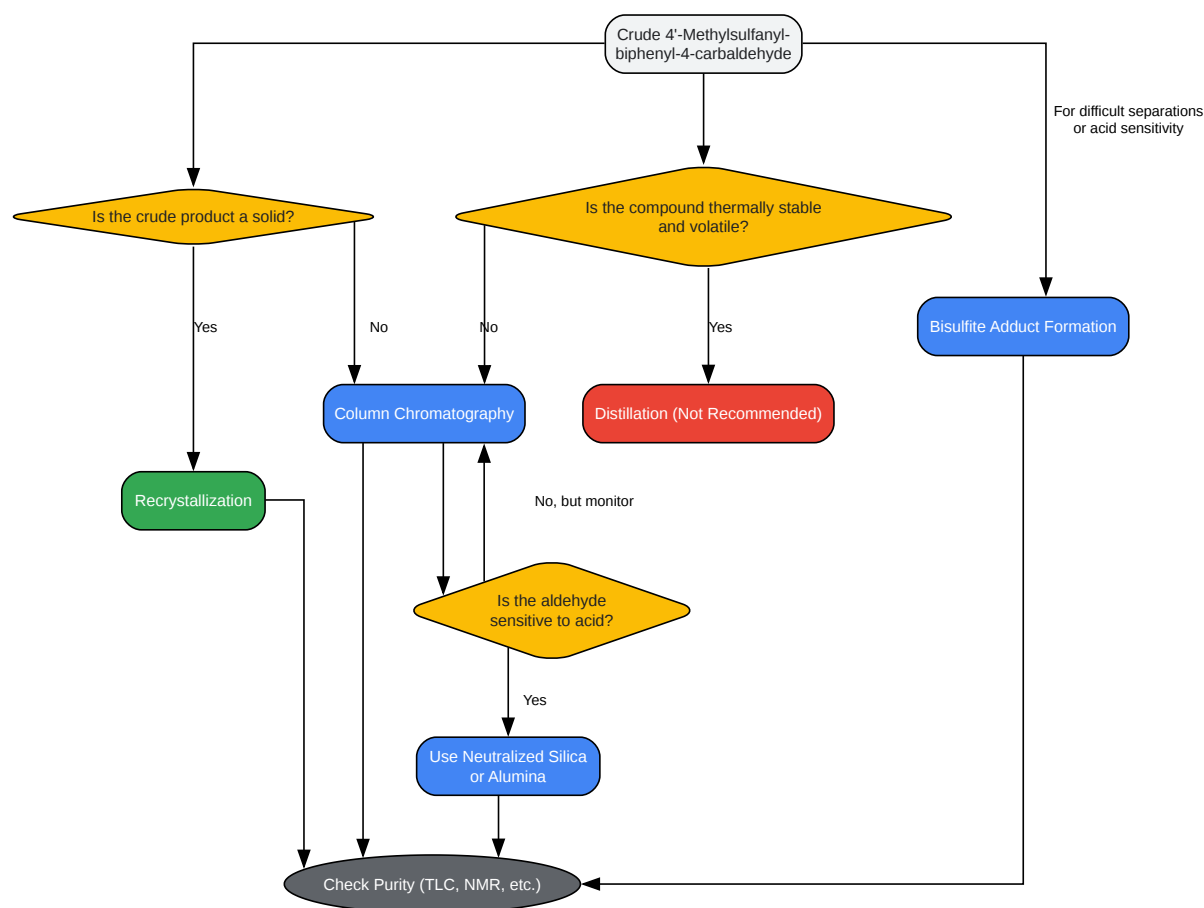 Crude 4'-Methylsulfanyl-
biphenyl-4-carbaldehyde
For difficult separations
or acid sensitivity
Is the crude product a solid?
Is the compound thermally stable
and volatile?
Yes
No
No
Yes
Bisulfite Adduct Formation
Column Chromatography
Distillation (Not Recommended)
Recrystallization
No, but monitor
Is the aldehyde
sensitive to acid?
Yes
Use Neutralized Silica
or Alumina
Check Purity (TLC, NMR, etc.)